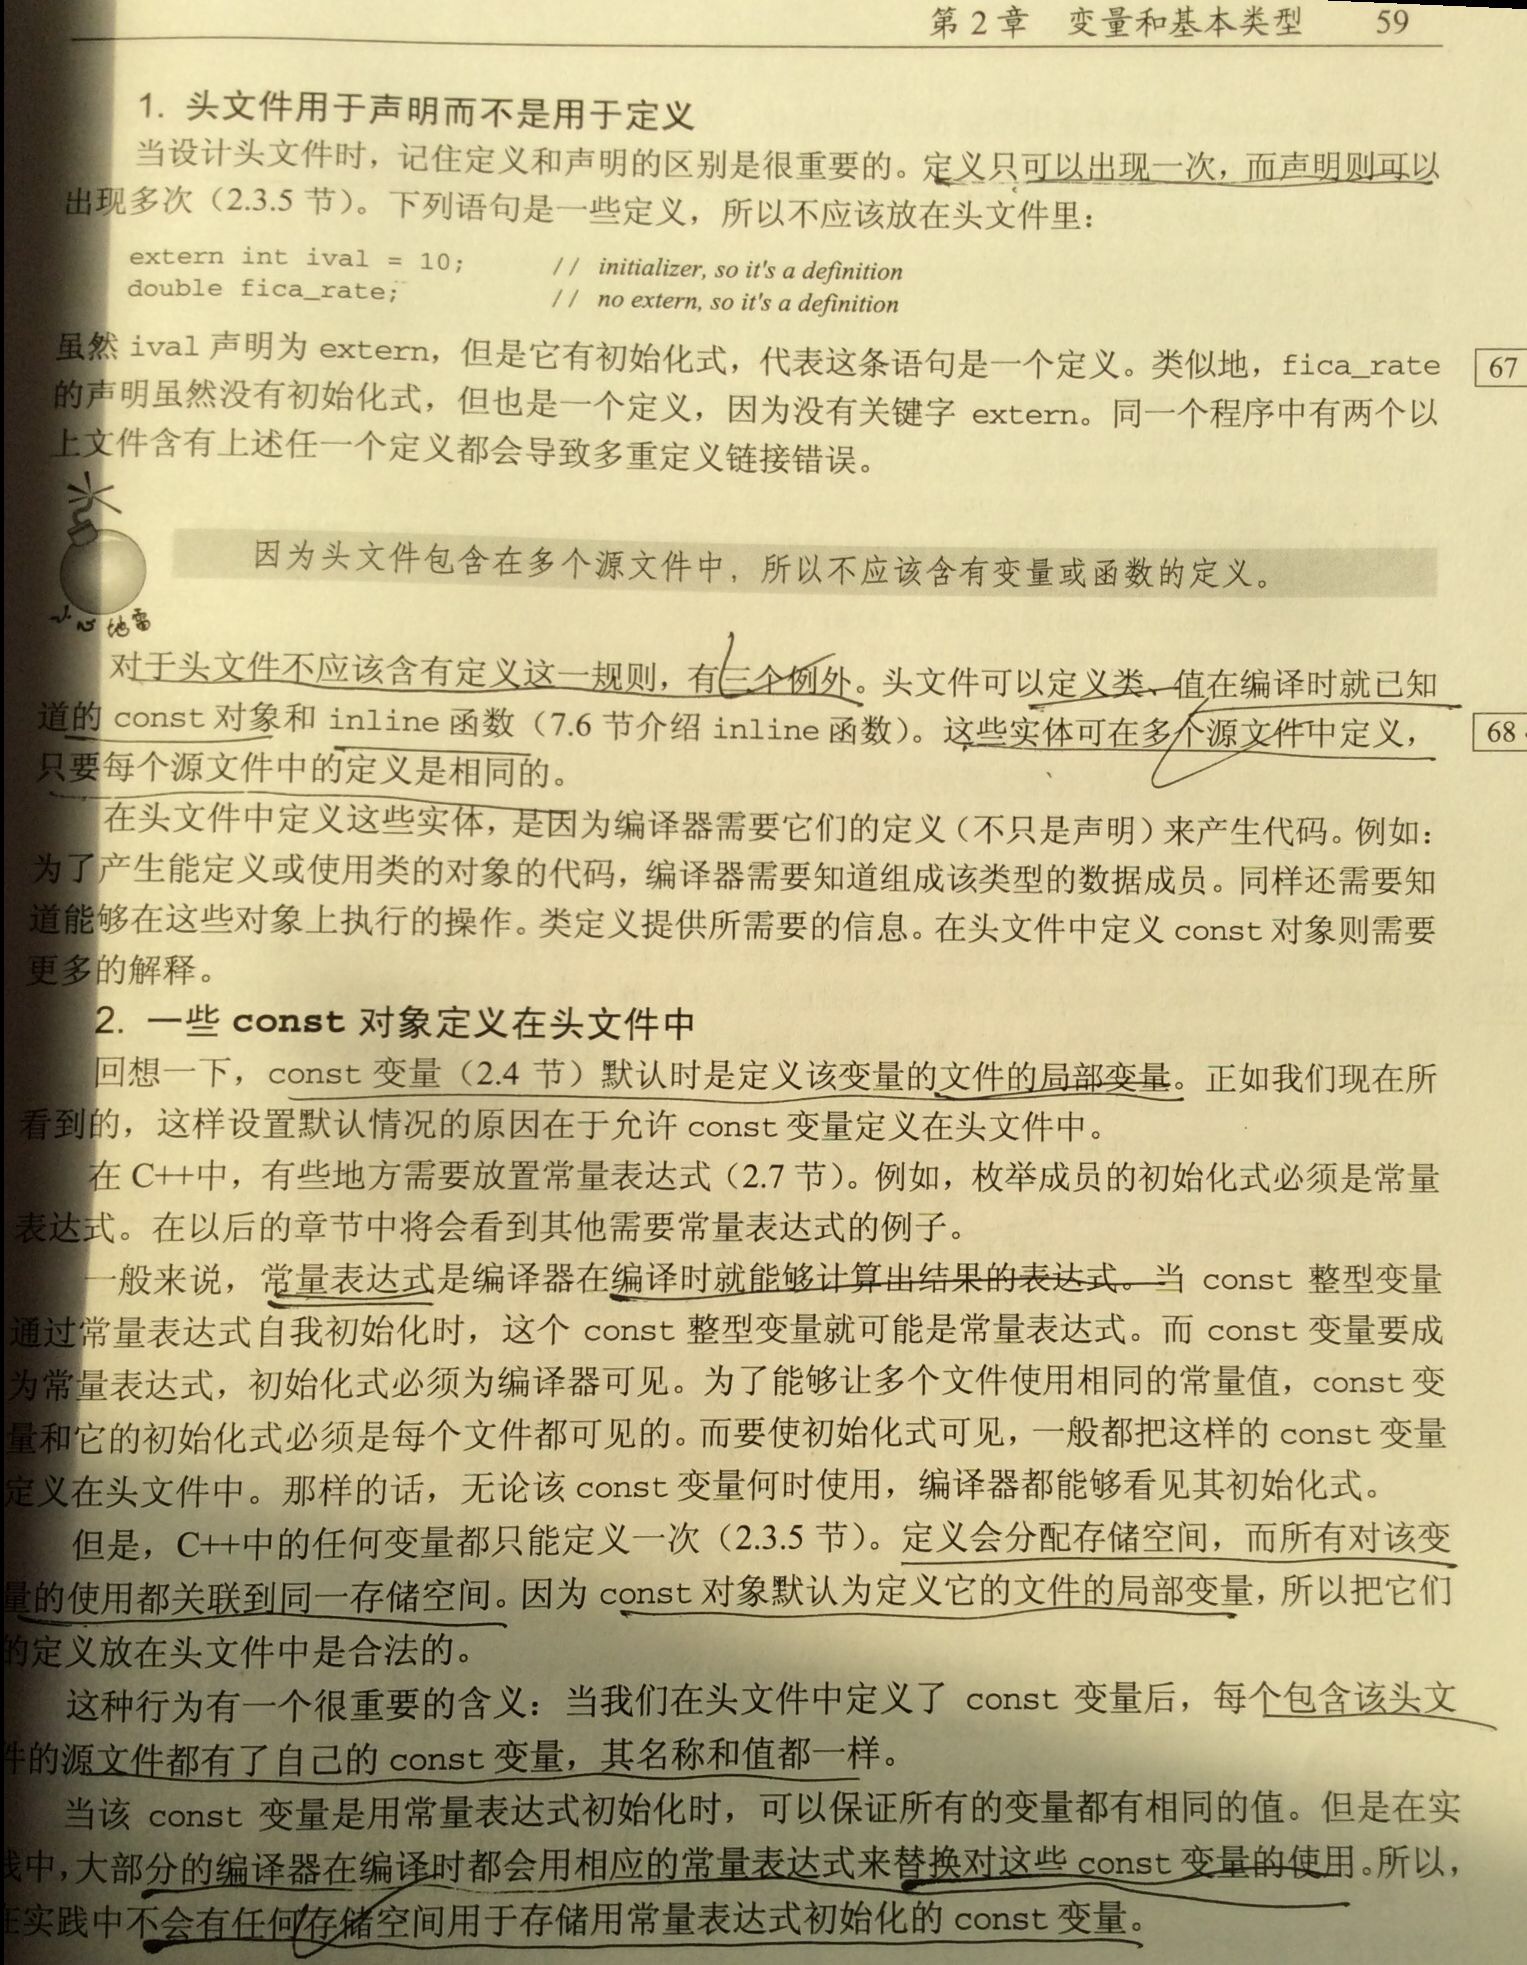 第 2 章 变量和基本类型 59
1. 头文件用于声明而不是用于定义
当设计头文件时，记住定义和声明的区别是很重要的。定义只可以出现一次，而声明则可以
出现多次（2.3.5 节）。下列语句是一些定义，所以不应该放在头文件里：
extern int ival = 10; // initializer, so it's a definition
double fica_rate; // no extern, so it's a definition
虽然 ival 声明为 extern，但是它有初始化式，代表这条语句是一个定义。类似地，fica_rate
67
的声明虽然没有初始化式，但也是一个定义，因为没有关键字 extern。同一个程序中有两个以
上文件含有上述任一个定义都会导致多重定义链接错误。
因为头文件包含在多个源文件中，所以不应该含有变量或函数的定义。
小心地雷
对于头文件不应该含有定义这一规则，有三个例外。头文件可以定义类、值在编译时就已知
道的 const 对象和 inline 函数（7.6 节介绍 inline 函数）。这些实体可在多个源文件中定义，
68
只要每个源文件中的定义是相同的。
在头文件中定义这些实体，是因为编译器需要它们的定义（不只是声明）来产生代码。例如：
为了产生能定义或使用类的对象的代码，编译器需要知道组成该类型的数据成员。同样还需要知
道能够在这些对象上执行的操作。类定义提供所需要的信息。在头文件中定义 const 对象则需要
更多的解释。
2. 一些 const 对象定义在头文件中
回想一下，const 变量（2.4 节）默认时是定义该变量的文件的局部变量。正如我们现在所
看到的，这样设置默认情况的原因在于允许 const 变量定义在头文件中。
在 C++中，有些地方需要放置常量表达式（2.7 节）。例如，枚举成员的初始化式必须是常量
表达式。在以后的章节中将会看到其他需要常量表达式的例子。
一般来说，常量表达式是编译器在编译时就能够计算出结果的表达式。当 const 整型变量
通过常量表达式自我初始化时，这个 const 整型变量就可能是常量表达式。而 const 变量要成
为常量表达式，初始化式必须为编译器可见。为了能够让多个文件使用相同的常量值，const 变
量和它的初始化式必须是每个文件都可见的。而要使初始化式可见，一般都把这样的 const 变量
定义在头文件中。那样的话，无论该 const 变量何时使用，编译器都能够看见其初始化式。
但是，C++中的任何变量都只能定义一次（2.3.5 节）。定义会分配存储空间，而所有对该变
量的使用都关联到同一存储空间。因为 const 对象默认为定义它的文件的局部变量，所以把它们
的定义放在头文件中是合法的。
这种行为有一个很重要的含义：当我们在头文件中定义了 const 变量后，每个包含该头文
件的源文件都有了自己的 const 变量，其名称和值都一样。
当该 const 变量是用常量表达式初始化时，可以保证所有的变量都有相同的值。但是在实
践中，大部分的编译器在编译时都会用相应的常量表达式来替换对这些 const 变量的使用。所以，
在实践中不会有任何存储空间用于存储用常量表达式初始化的 const 变量。